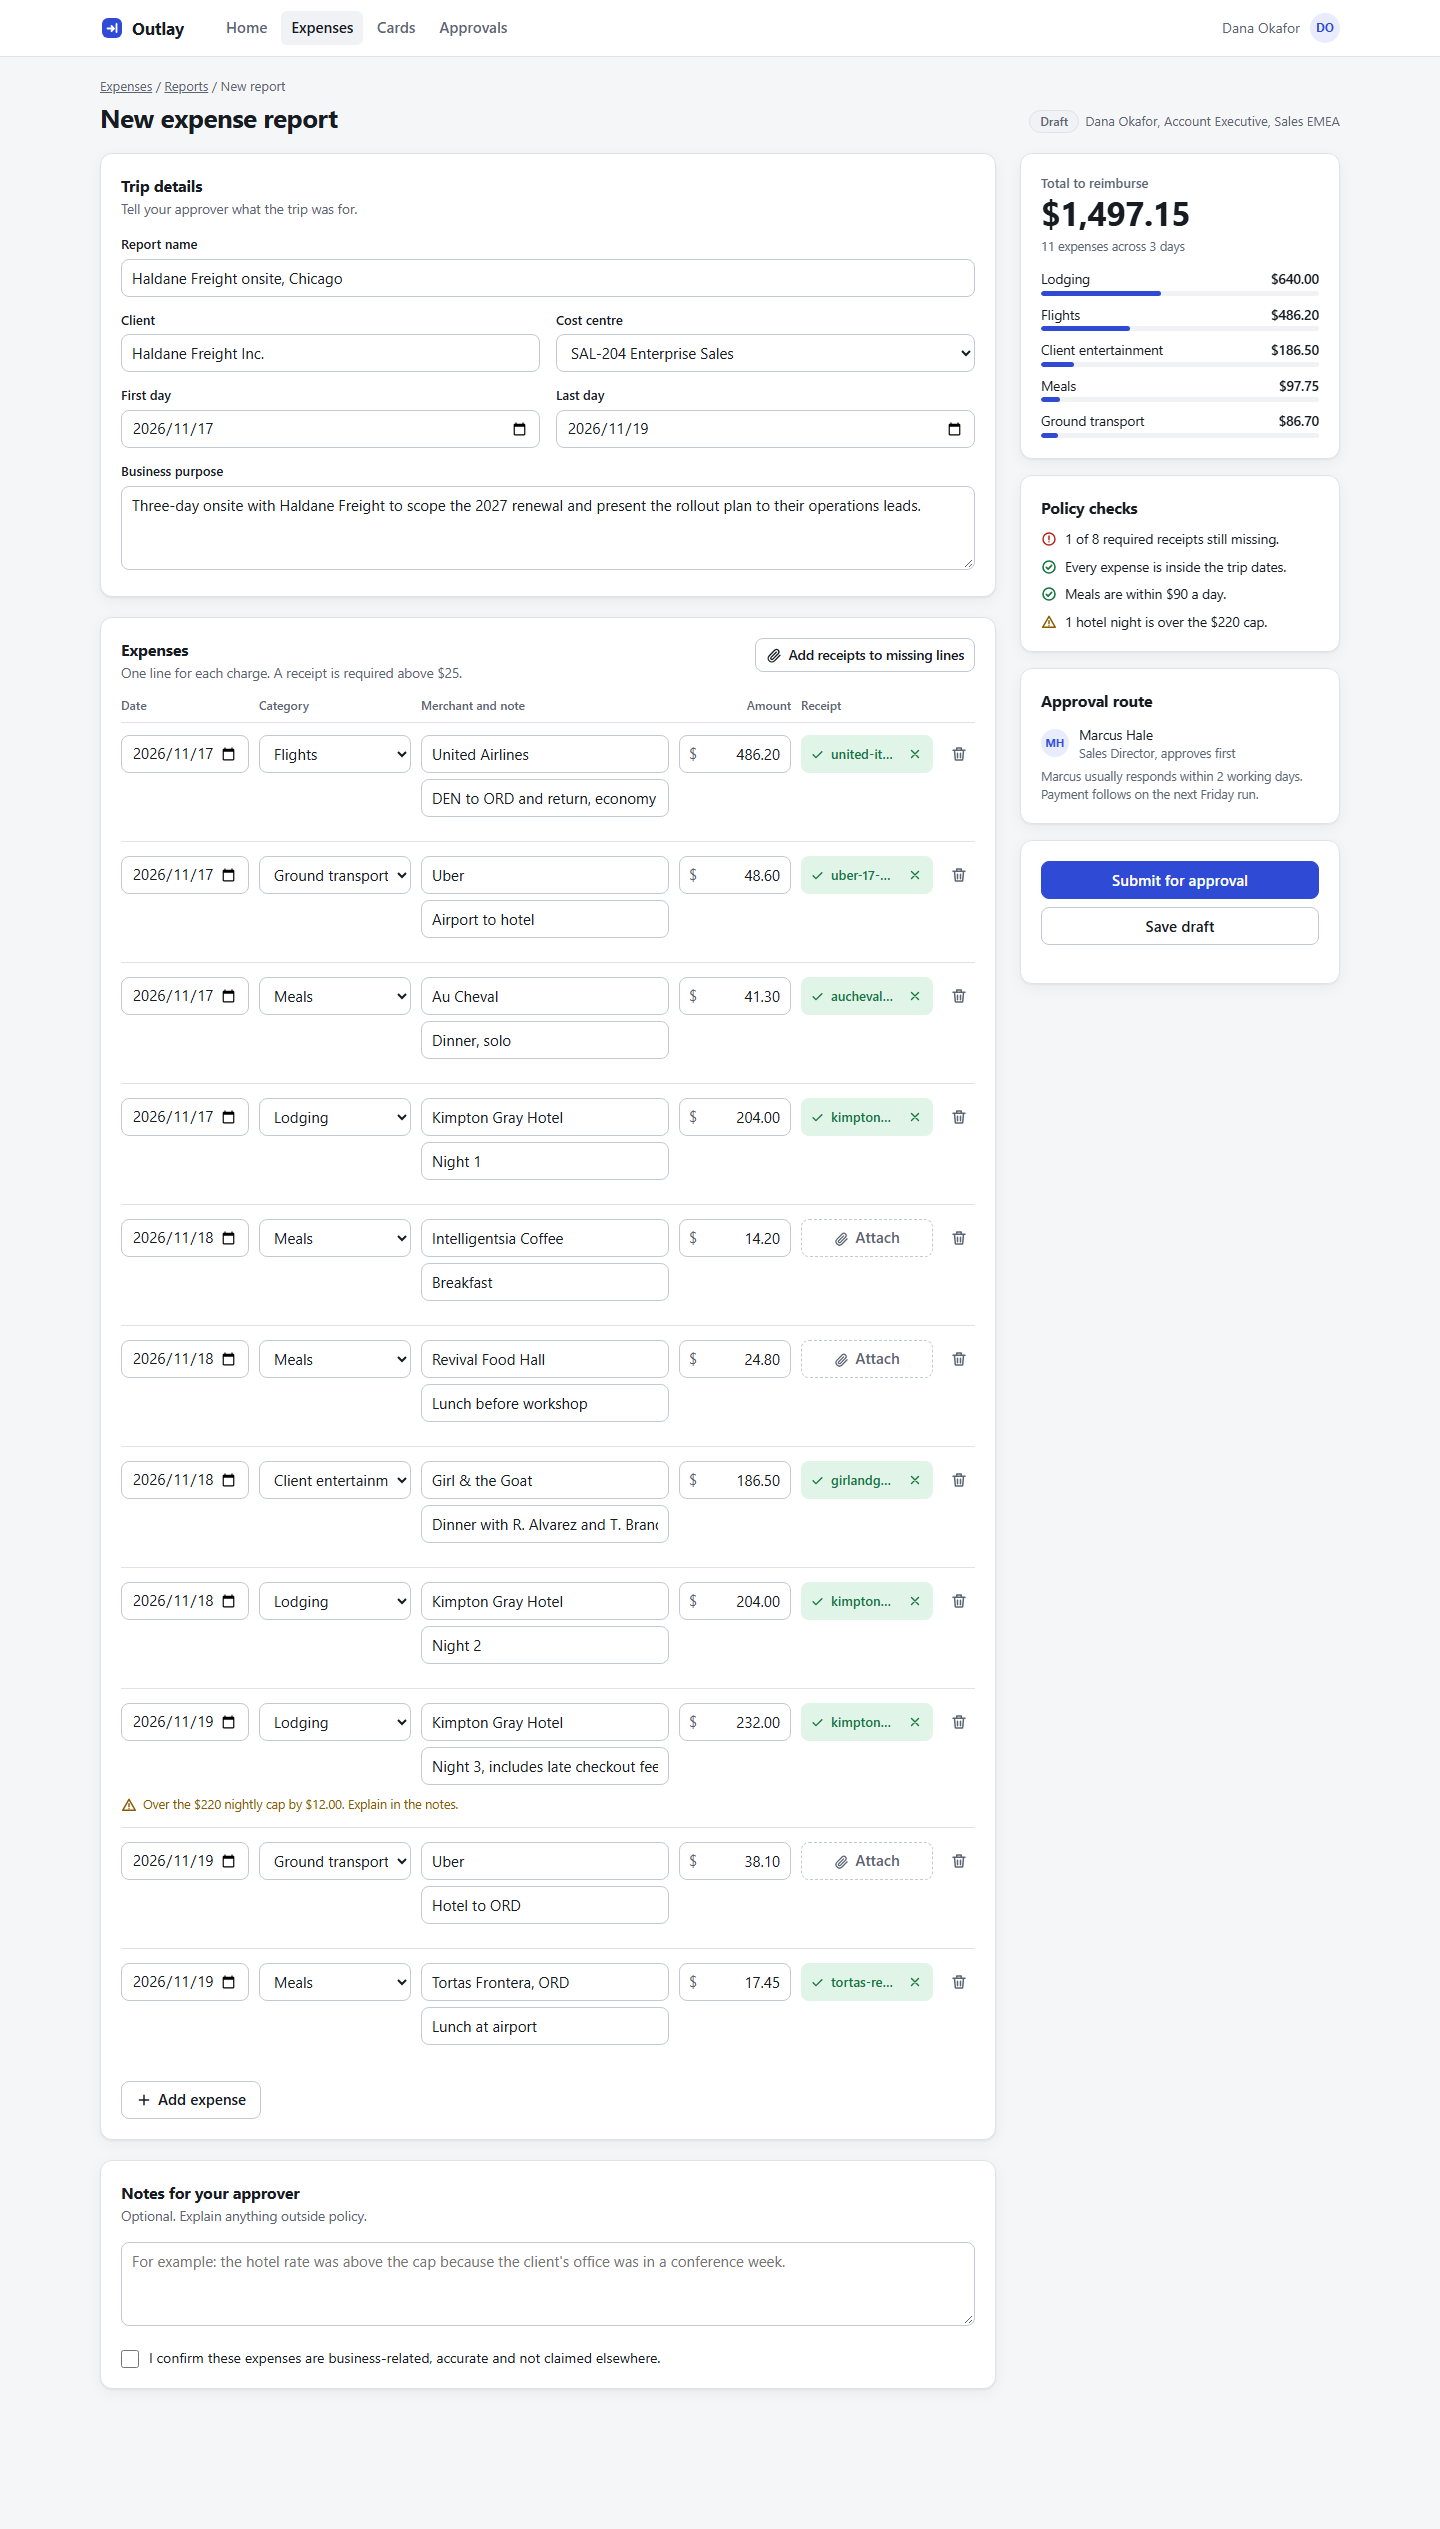 Outlay
Home
Expenses
Cards
Approvals
Dana Okafor
DO
Expenses / Reports / New report
New expense report
Draft
Dana Okafor, Account Executive, Sales EMEA
Trip details
Tell your approver what the trip was for.
Report name
Haldane Freight onsite, Chicago
Client
Cost centre
Haldane Freight Inc.
SAL-204 Enterprise Sales
First day
Last day
2026/11/17
2026/11/19
Business purpose
Three-day onsite with Haldane Freight to scope the 2027 renewal and present the rollout plan to their operations leads.
Expenses
One line for each charge. A receipt is required above $25.
Add receipts to missing lines
Date Category Merchant and note Amount Receipt
2026/11/17 Flights United Airlines $ 486.20 united-it...
DEN to ORD and return, economy
2026/11/17 Ground transport Uber $ 48.60 uber-17-...
Airport to hotel
2026/11/17 Meals Au Cheval $ 41.30 aucheval...
Dinner, solo
2026/11/17 Lodging Kimpton Gray Hotel $ 204.00 kimpton...
Night 1
2026/11/18 Meals Intelligentsia Coffee $ 14.20 Attach
Breakfast
2026/11/18 Meals Revival Food Hall $ 24.80 Attach
Lunch before workshop
2026/11/18 Client entertainm Girl & the Goat $ 186.50 girlandg...
Dinner with R. Alvarez and T. Branc
2026/11/18 Lodging Kimpton Gray Hotel $ 204.00 kimpton...
Night 2
2026/11/19 Lodging Kimpton Gray Hotel $ 232.00 kimpton...
Night 3, includes late checkout fee
Over the $220 nightly cap by $12.00. Explain in the notes.
2026/11/19 Ground transport Uber $ 38.10 Attach
Hotel to ORD
2026/11/19 Meals Tortas Frontera, ORD $ 17.45 tortas-re...
Lunch at airport
Add expense
Notes for your approver
Optional. Explain anything outside policy.
For example: the hotel rate was above the cap because the client's office was in a conference week.
I confirm these expenses are business-related, accurate and not claimed elsewhere.
Total to reimburse
$1,497.15
11 expenses across 3 days
Lodging $640.00
Flights $486.20
Client entertainment $186.50
Meals $97.75
Ground transport $86.70
Policy checks
1 of 8 required receipts still missing.
Every expense is inside the trip dates.
Meals are within $90 a day.
1 hotel night is over the $220 cap.
Approval route
MH
Marcus Hale
Sales Director, approves first
Marcus usually responds within 2 working days.
Payment follows on the next Friday run.
Submit for approval
Save draft